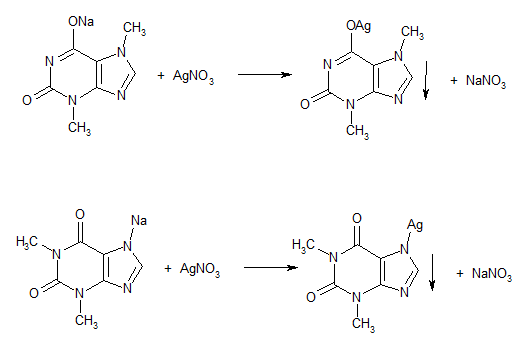 ONa CH₃ N N + AgNO₃ OAg CH₃ N N + NaNO₃
O N N O N N
CH₃ CH₃
O Na O Ag
H₃C N N + AgNO₃ H₃C N N + NaNO₃
O N N O N N
CH₃ CH₃